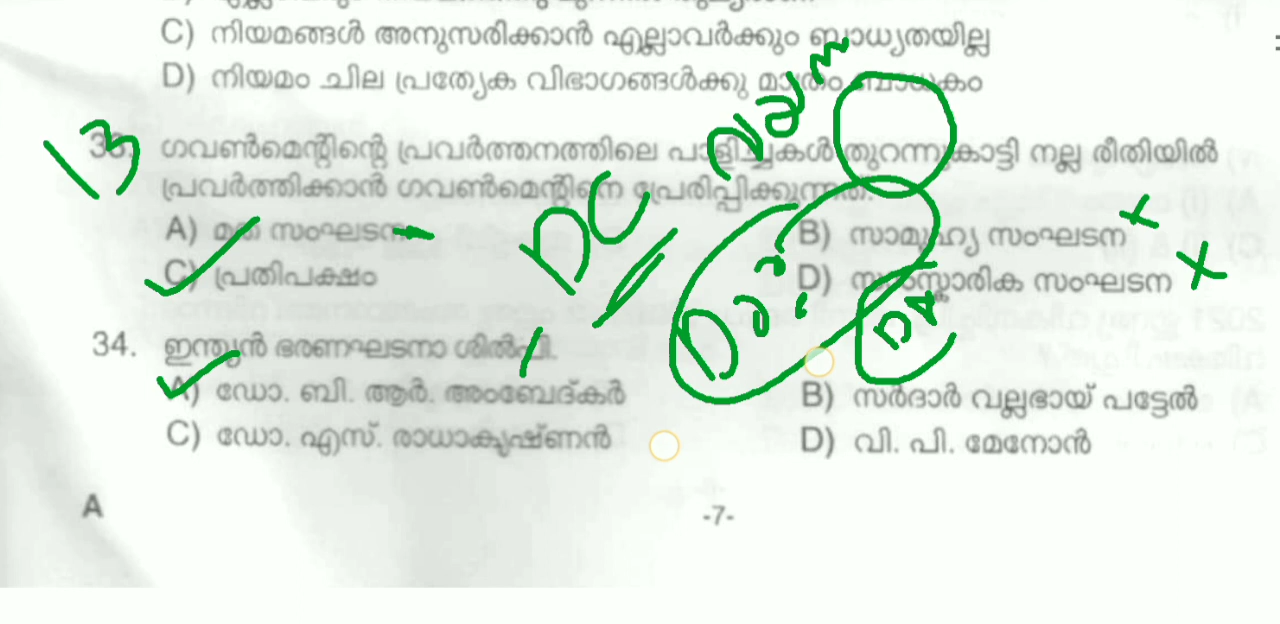 C) നിയമങ്ങൾ അനുസരിക്കാൻ എല്ലാവർക്കും ബാധ്യതയില്ല
D) നിയമം ചില പ്രത്യേക വിഭാഗങ്ങൾക്കു മാത്രം ബാധകം
13
33. ഗവൺമെന്റിന്റെ പ്രവർത്തനത്തിലെ പാളിച്ചകൾ തുറന്നുകാട്ടി നല്ല രീതിയിൽ
പ്രവർത്തിക്കാൻ ഗവൺമെന്റിനെ പ്രേരിപ്പിക്കുന്നത്.
A) മത സംഘടന B) സാമൂഹ്യ സംഘടന
C) പ്രതിപക്ഷം D) സാംസ്കാരിക സംഘടന
DC
34. ഇന്ത്യൻ ഭരണഘടനാ ശിൽപി.
A) ഡോ. ബി. ആർ. അംബേദ്കർ B) സർദാർ വല്ലഭായ് പട്ടേൽ
C) ഡോ. എസ്. രാധാകൃഷ്ണൻ D) വി. പി. മേനോൻ
A -7-